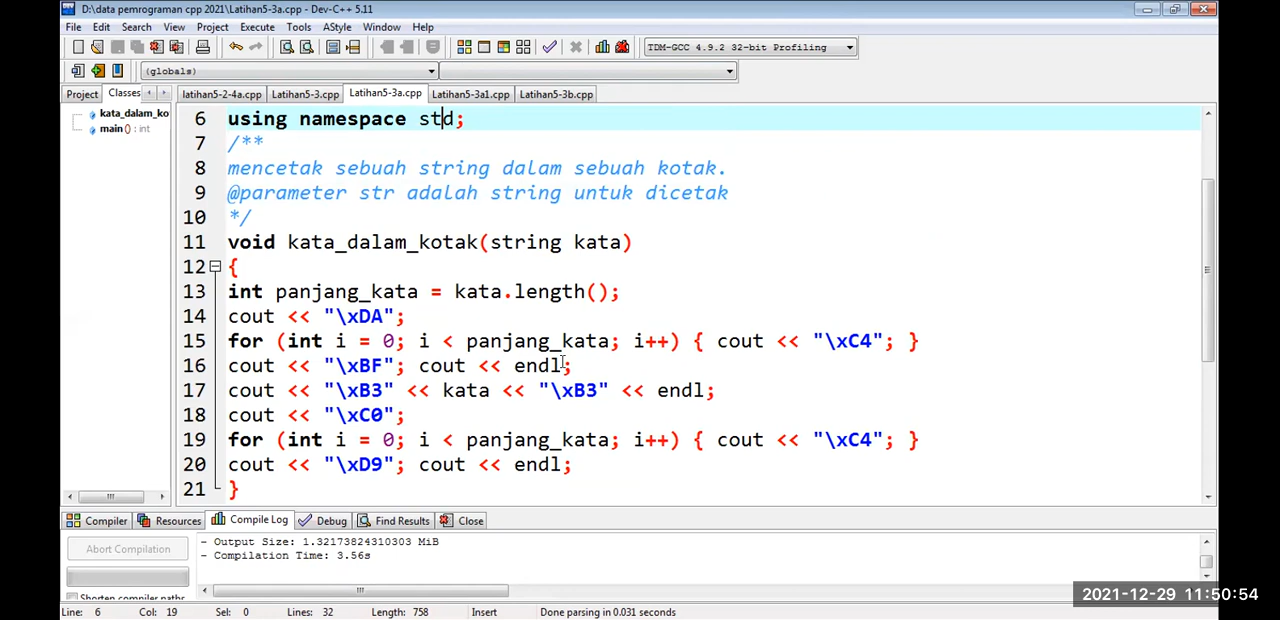 D:\data pemrograman cpp 2021\Latihan5-3a.cpp - Dev-C++ 5.11
File Edit Search View Project Execute Tools AStyle Window Help
TDM-GCC 4.9.2 32-bit Profiling
(globals)
Project Classes latihan5-2-4a.cpp Latihan5-3.cpp Latihan5-3a.cpp Latihan5-3a1.cpp Latihan5-3b.cpp
kata_dalam_ko
main() : int
6 using namespace std;
7 /**
8 mencetak sebuah string dalam sebuah kotak.
9 @parameter str adalah string untuk dicetak
10 */
11 void kata_dalam_kotak(string kata)
12 {
13 int panjang_kata = kata.length();
14 cout << "\xDA";
15 for (int i = 0; i < panjang_kata; i++) { cout << "\xC4"; }
16 cout << "\xBF"; cout << endl;
17 cout << "\xB3" << kata << "\xB3" << endl;
18 cout << "\xC0";
19 for (int i = 0; i < panjang_kata; i++) { cout << "\xC4"; }
20 cout << "\xD9"; cout << endl;
21 }
Compiler Resources Compile Log Debug Find Results Close
Abort Compilation
Shorten compiler paths
- Output Size: 1.32173824310303 MiB
- Compilation Time: 3.56s
Line: 6 Col: 19 Sel: 0 Lines: 32 Length: 758 Insert Done parsing in 0.031 seconds
2021-12-29 11:50:54